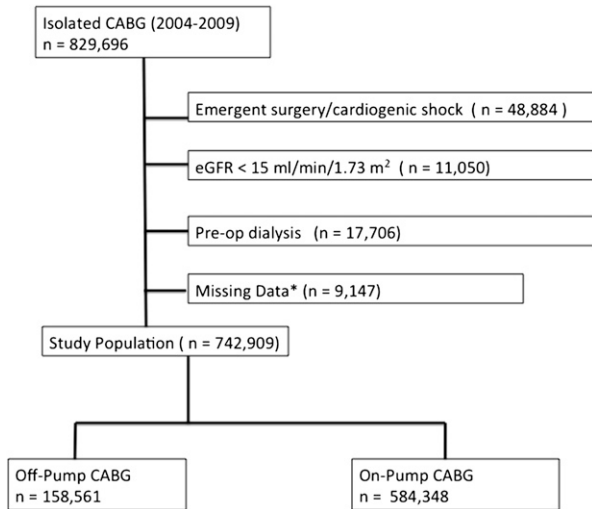 Isolated CABG (2004-2009)
n = 829,696
Emergent surgery/cardiogenic shock ( n = 48,884 )
eGFR < 15 ml/min/1.73 m² ( n = 11,050)
Pre-op dialysis (n = 17,706)
Missing Data* (n = 9,147)
Study Population ( n = 742,909)
Off-Pump CABG
n = 158,561
On-Pump CABG
n = 584,348